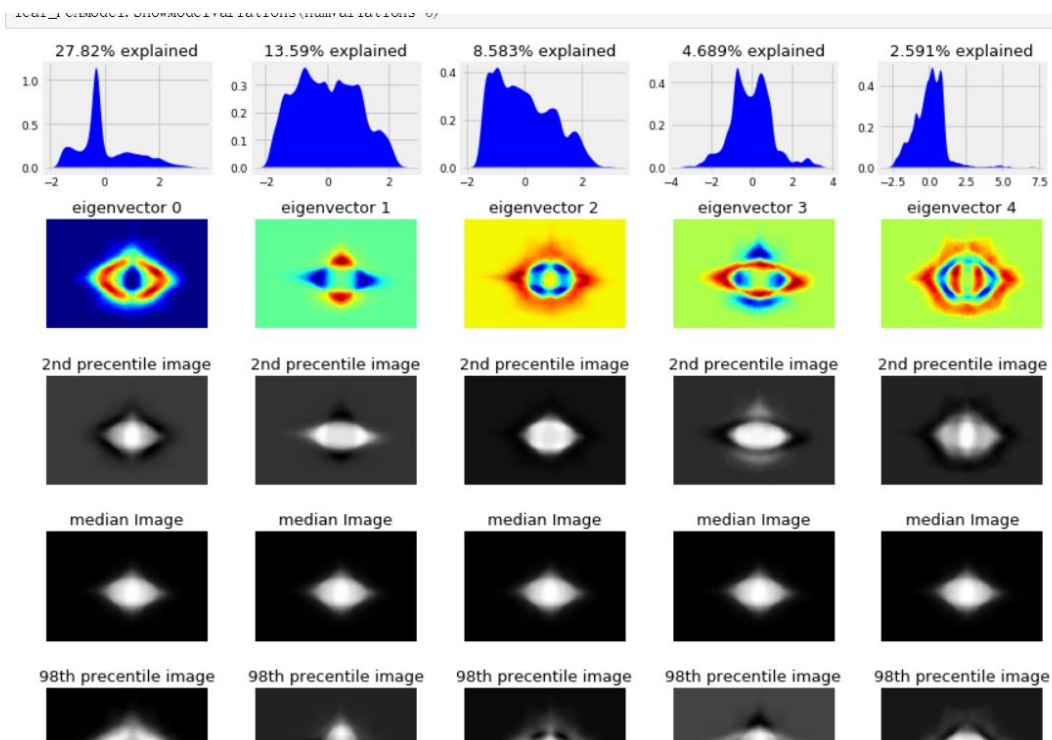 27.82% explained 13.59% explained 8.583% explained 4.689% explained 2.591% explained
1.0
0.5
0.0
−2 0 2
0.3
0.2
0.1
0.0
−2 0 2
0.4
0.2
0.0
−2 0 2
0.4
0.2
0.0
−4 −2 0 2 4
0.4
0.2
0.0
−2.5 0.0 2.5 5.0 7.5
eigenvector 0 eigenvector 1 eigenvector 2 eigenvector 3 eigenvector 4
2nd precentile image 2nd precentile image 2nd precentile image 2nd precentile image 2nd precentile image
median Image median Image median Image median Image median Image
98th precentile image 98th precentile image 98th precentile image 98th precentile image 98th precentile image